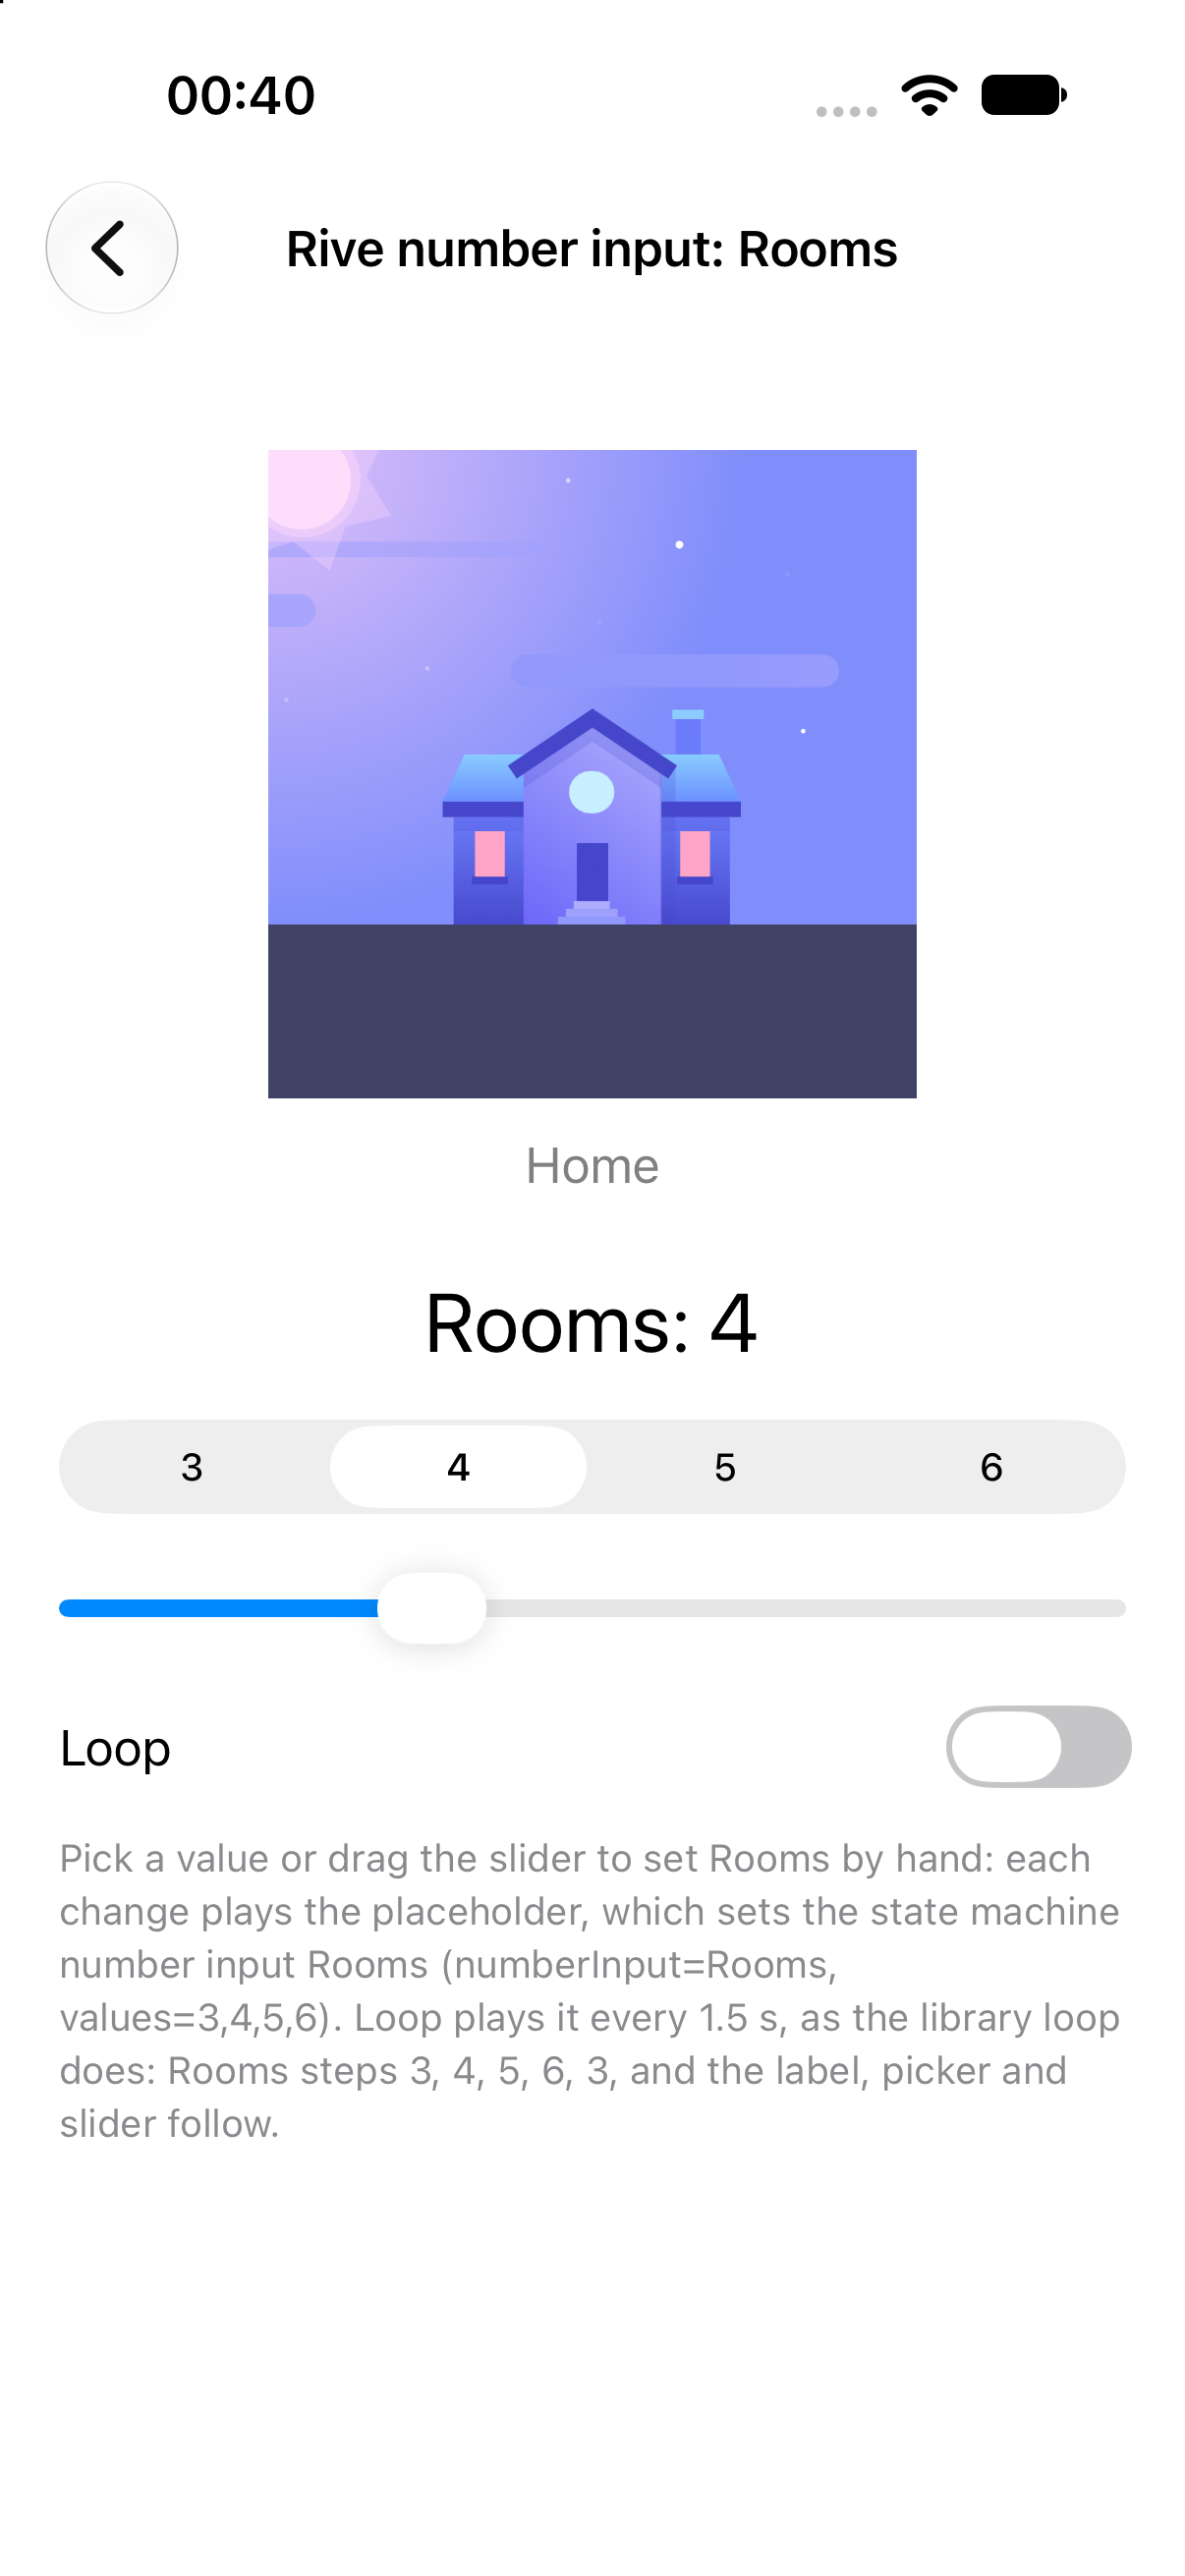 00:40
Rive number input: Rooms
Home
Rooms: 4
3 4 5 6
Loop
Pick a value or drag the slider to set Rooms by hand: each
change plays the placeholder, which sets the state machine
number input Rooms (numberInput=Rooms,
values=3,4,5,6). Loop plays it every 1.5 s, as the library loop
does: Rooms steps 3, 4, 5, 6, 3, and the label, picker and
slider follow.